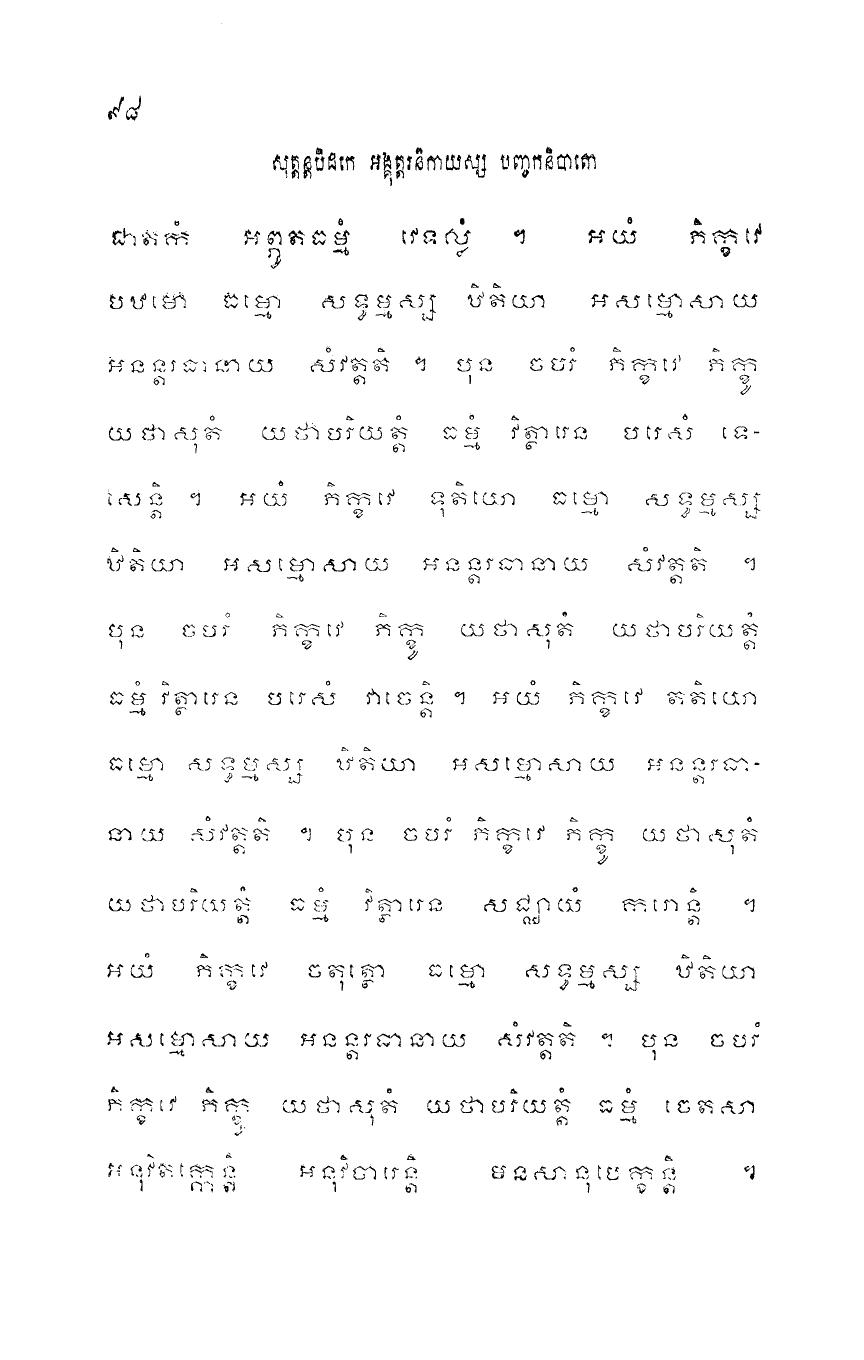 ៩៨
សុត្តន្តបិដកេ អង្គុត្តរនិកាយស្ស បញ្ចកនិបាតោ
ជាតកំ អព្ភូតធម្មំ វេទល្លំ ។ អយំ ភិក្ខវេ
បឋមោ ធម្មោ សទ្ធម្មស្ស ឋិតិយា អសម្មោសាយ
អនន្តរធានាយ សំវត្តតិ ។ បុន ចបរំ ភិក្ខវេ ភិក្ខូ
យថាសុតំ យថាបរិយត្តំ ធម្មំ វិត្ថារេន បរេសំ ទេ-
សេន្តិ ។ អយំ ភិក្ខវេ ទុតិយោ ធម្មោ សទ្ធម្មស្ស
ឋិតិយា អសម្មោសាយ អនន្តរធានាយ សំវត្តតិ ។
បុន ចបរំ ភិក្ខវេ ភិក្ខូ យថាសុតំ យថាបរិយត្តំ
ធម្មំ វិត្ថារេន បរេសំ វាចេន្តិ ។ អយំ ភិក្ខវេ តតិយោ
ធម្មោ សទ្ធម្មស្ស ឋិតិយា អសម្មោសាយ អនន្តរធា-
នាយ សំវត្តតិ ។ បុន ចបរំ ភិក្ខវេ ភិក្ខូ យថាសុតំ
យថាបរិយត្តំ ធម្មំ វិត្ថារេន សជ្ឈាយំ ករោន្តិ ។
អយំ ភិក្ខវេ ចតុត្ថោ ធម្មោ សទ្ធម្មស្ស ឋិតិយា
អសម្មោសាយ អនន្តរធានាយ សំវត្តតិ ។ បុន ចបរំ
ភិក្ខវេ ភិក្ខូ យថាសុតំ យថាបរិយត្តំ ធម្មំ ចេតសា
អនុវិតក្កេន្តិ អនុវិចារេន្តិ មនសានុបេក្ខន្តិ ។